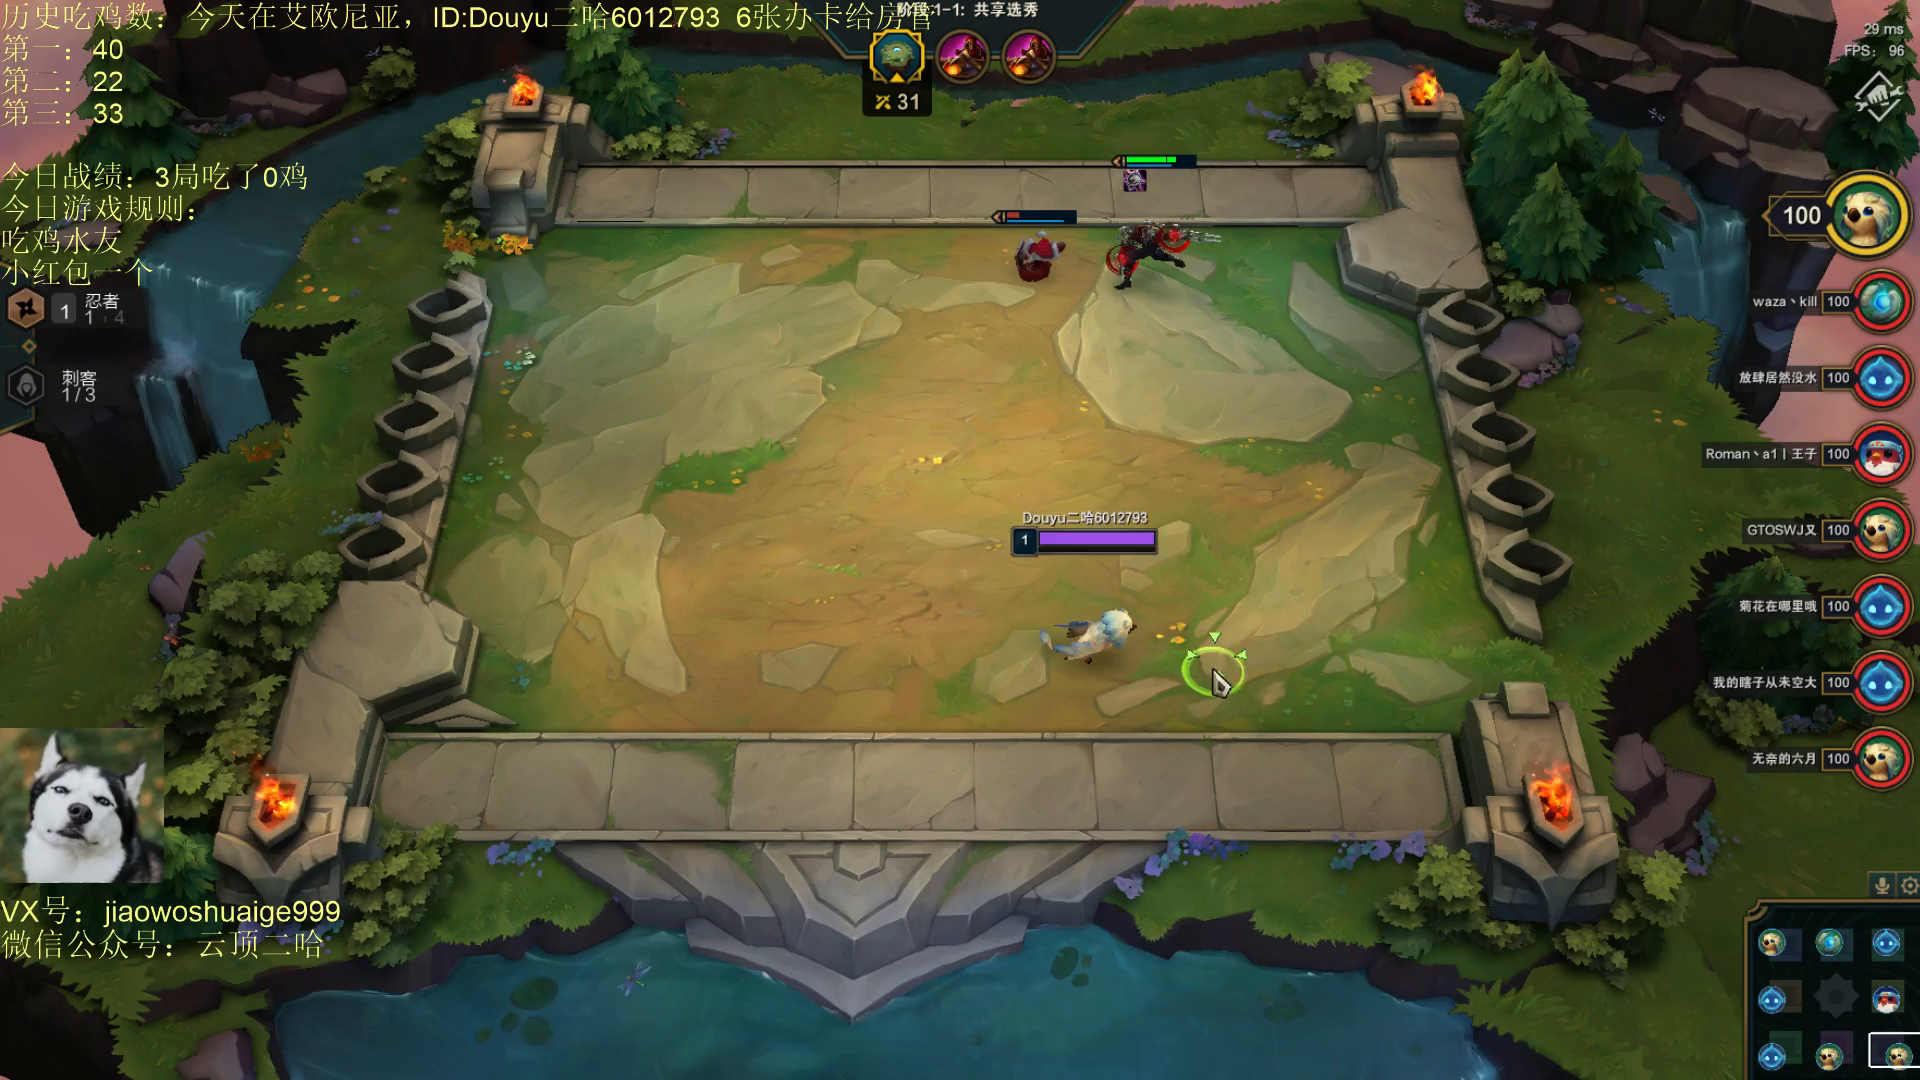 历史吃鸡数：今天在艾欧尼亚，ID:Douyu二哈6012793 6张办卡给房管
阶段1-1：共享选秀
第一：40
第二：22
第三：33
31
29 ms
FPS: 96
今日战绩：3局吃了0鸡
今日游戏规则：
吃鸡水友
小红包一个
1 忍者
1 , 4
刺客
1/3
100
waza丶kill 100
放肆居然没水 100
Roman丶a1丨王子 100
GTOSWJ又 100
菊花在哪里哦 100
我的瞎子从未空大 100
无奈的六月 100
Douyu二哈6012793
1
VX号：jiaowoshuaige999
微信公众号：云顶二哈